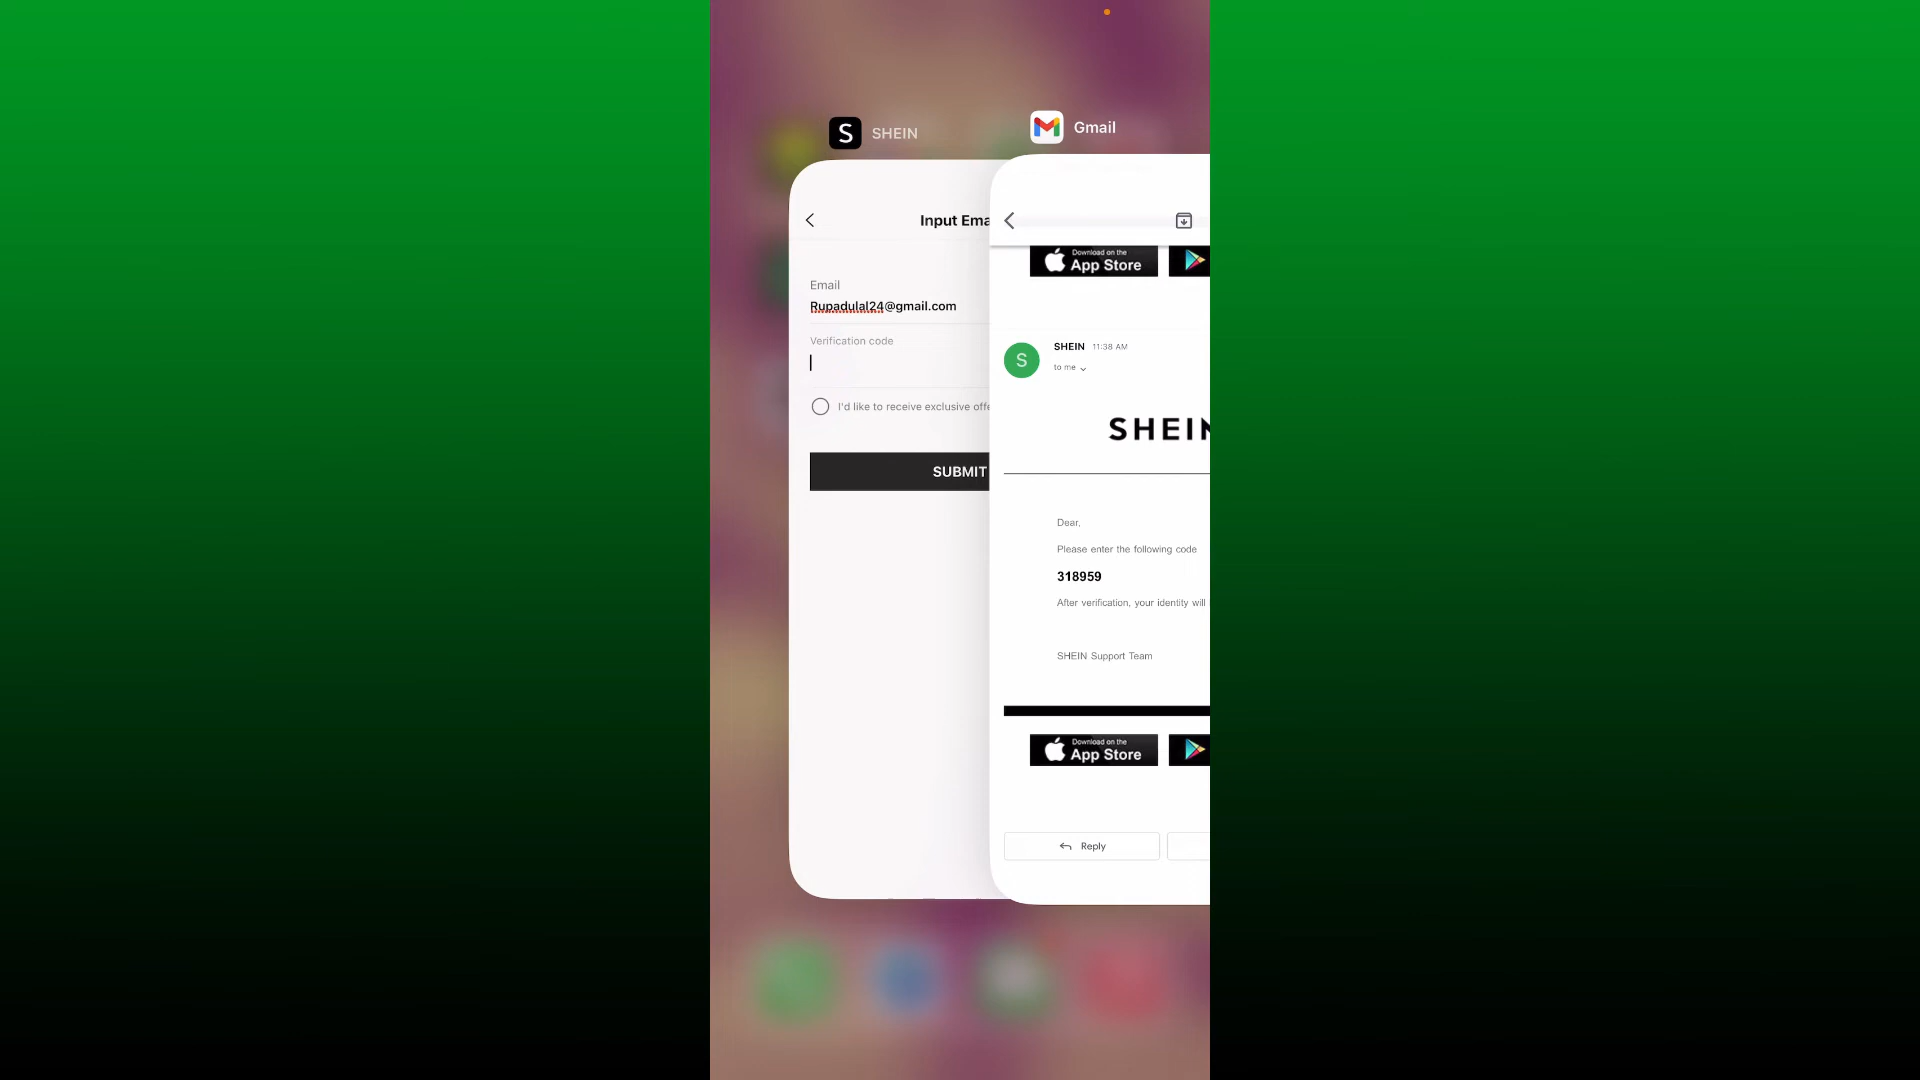 S SHEIN
Gmail
Input Ema
Email
Rupadulal24@gmail.com
Verification code
I'd like to receive exclusive offe
SUBMIT
Download on the
App Store
S
SHEIN 11:38 AM
to me
SHEIN
Dear,
Please enter the following code
318959
After verification, your identity will
SHEIN Support Team
Download on the
App Store
Reply